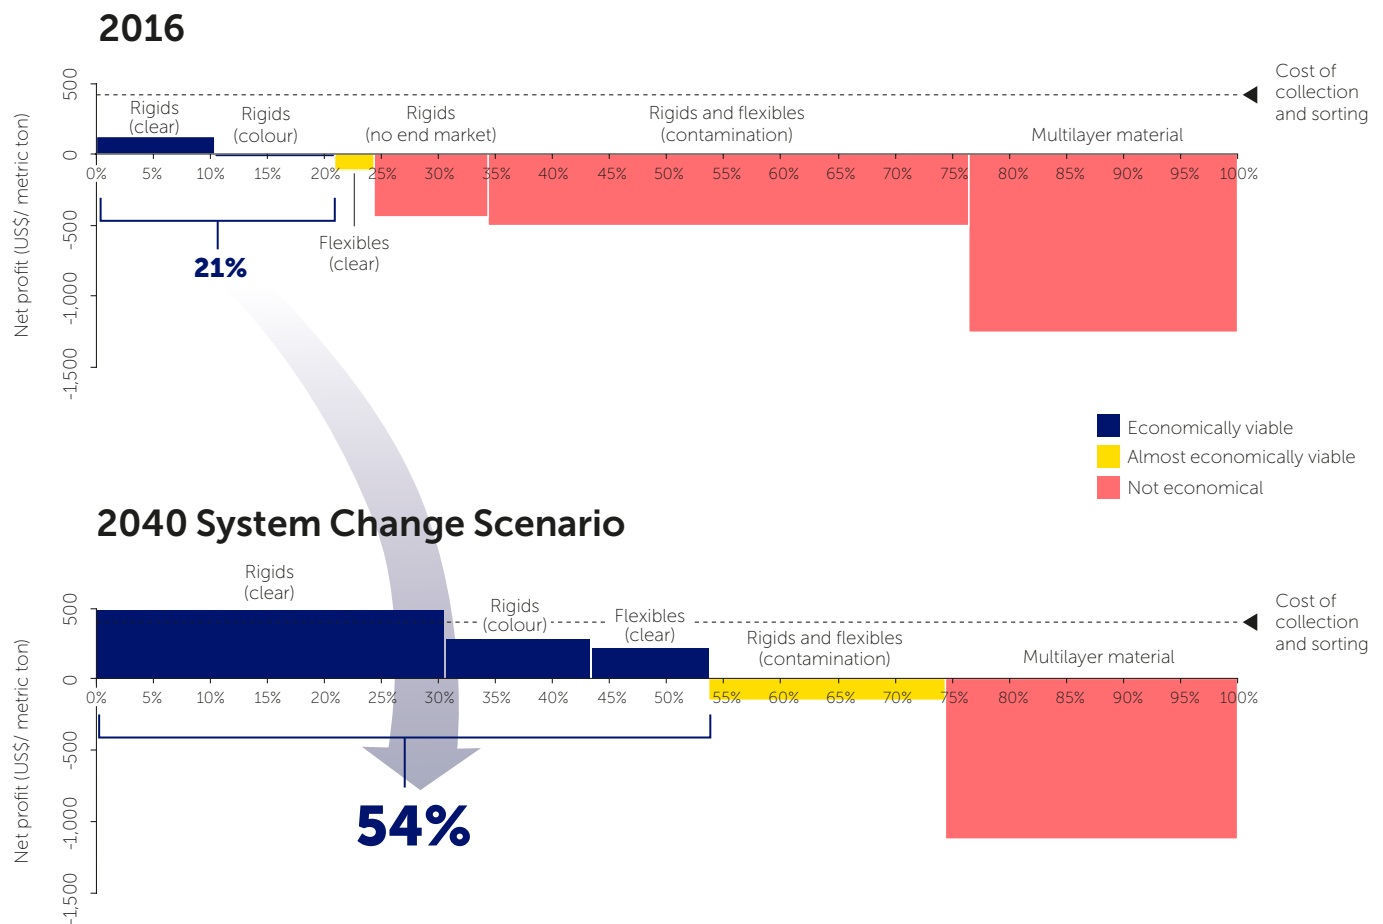 2016
Net profit (US$/ metric ton)
500
0
-500
-1,000
-1,500
Cost of
collection
and sorting
Rigids
(clear)
Rigids
(colour)
Rigids
(no end market)
Rigids and flexibles
(contamination)
Multilayer material
0% 5% 10% 15% 20% 25% 30% 35% 40% 45% 50% 55% 60% 65% 70% 75% 80% 85% 90% 95% 100%
Flexibles
(clear)
21%
Economically viable
Almost economically viable
Not economical
2040 System Change Scenario
Net profit (US$/ metric ton)
500
0
-500
-1,000
-1,500
Rigids
(clear)
Rigids
(colour)
Flexibles
(clear)
Rigids and flexibles
(contamination)
Multilayer material
Cost of
collection
and sorting
0% 5% 10% 15% 20% 25% 30% 35% 40% 45% 50% 55% 60% 65% 70% 75% 80% 85% 90% 95% 100%
54%